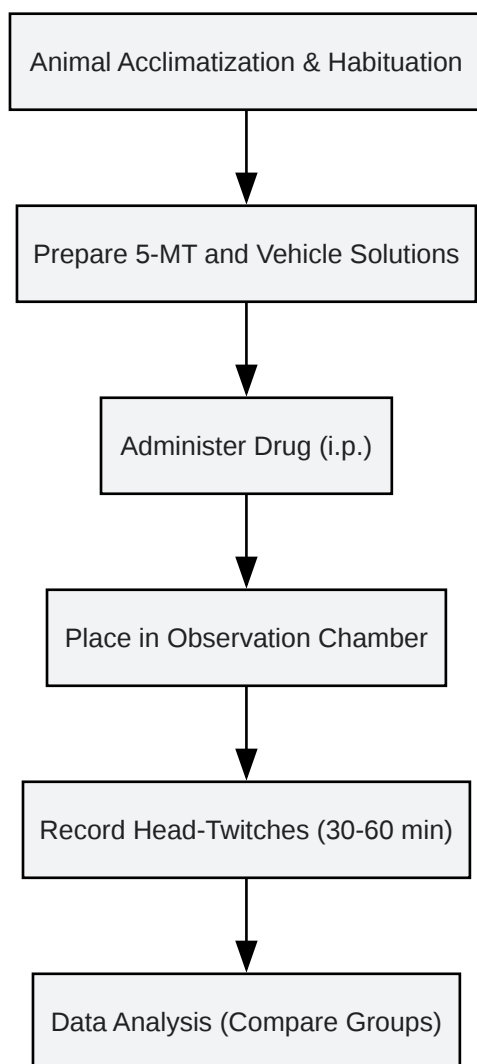 Animal Acclimatization & Habituation
Prepare 5-MT and Vehicle Solutions
Administer Drug (i.p.)
Place in Observation Chamber
Record Head-Twitches (30-60 min)
Data Analysis (Compare Groups)